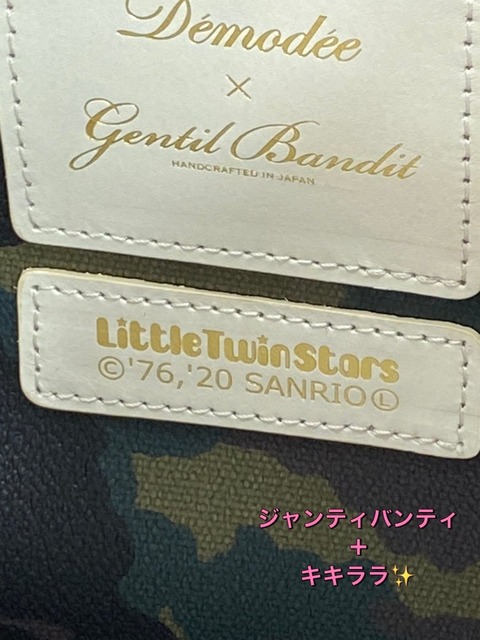 Démodée
×
Gentil Bandit
HANDCRAFTED IN JAPAN
LittleTwinStars
©'76,'20 SANRIO Ⓛ
ジャンティバンティ
+
キキララ✨